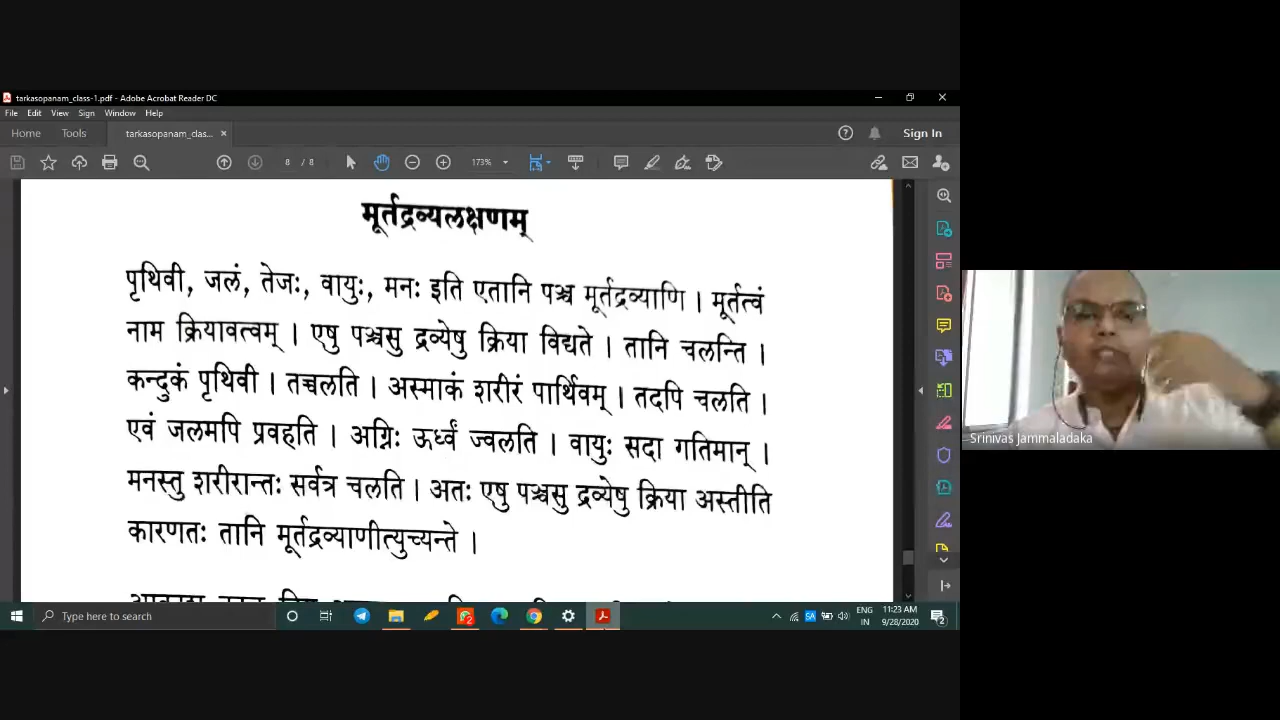 tarkasopanam_class-1.pdf - Adobe Acrobat Reader DC
File Edit View Sign Window Help
Home Tools tarkasopanam_clas... × Sign In
8 / 8 173%
मूर्तद्रव्यलक्षणम्
पृथिवी, जलं, तेजः, वायुः, मनः इति एतानि पञ्च मूर्तद्रव्याणि । मूर्तत्वं
नाम क्रियावत्वम् । एषु पञ्चसु द्रव्येषु क्रिया विद्यते । तानि चलन्ति ।
कन्दुकं पृथिवी । तच्चलति । अस्माकं शरीरं पार्थिवम् । तदपि चलति ।
एवं जलमपि प्रवहति । अग्निः ऊर्ध्वं ज्वलति । वायुः सदा गतिमान् ।
मनस्तु शरीरान्तः सर्वत्र चलति । अतः एषु पञ्चसु द्रव्येषु क्रिया अस्तीति
कारणतः तानि मूर्तद्रव्याणीत्युच्यन्ते ।
Srinivas Jammaladaka
Type here to search
ENG 11:23 AM
IN 9/28/2020